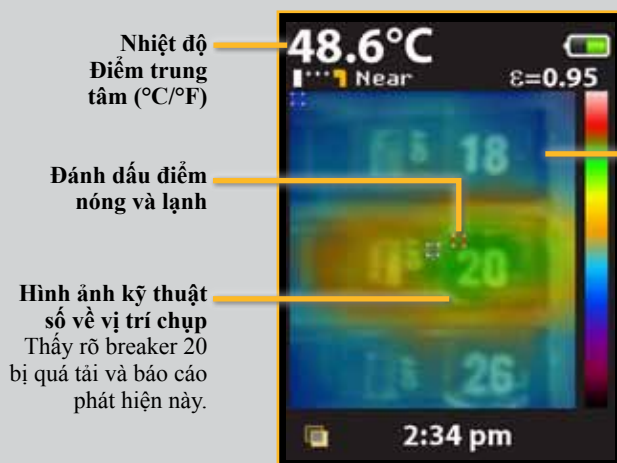 Nhiệt độ
Điểm trung
tâm (°C/°F)
Đánh dấu điểm
nóng và lạnh
Hình ảnh kỹ thuật
số về vị trí chụp
Thấy rõ breaker 20
bị quá tải và báo cáo
phát hiện này.
48.6°C
Near
ε=0.95
18
20
26
2:34 pm